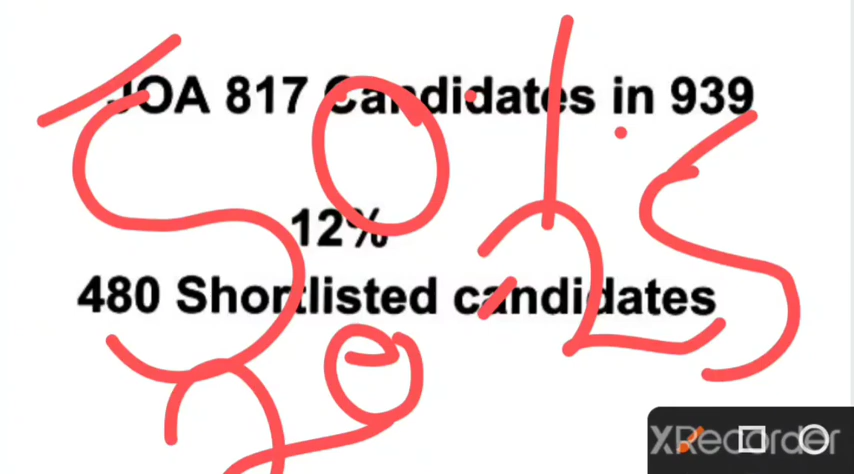 JOA 817 Candidates in 939
12%
480 Shortlisted candidates
XRecorder